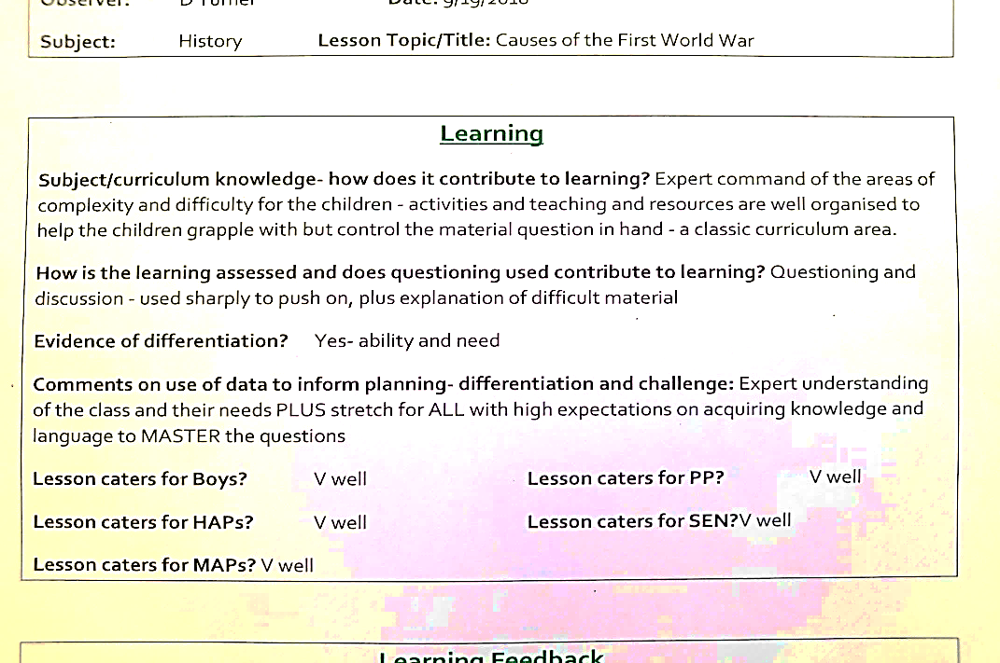 Observer: D Turner Date: 9/19/2018
Subject: History Lesson Topic/Title: Causes of the First World War
Learning
Subject/curriculum knowledge- how does it contribute to learning? Expert command of the areas of
complexity and difficulty for the children - activities and teaching and resources are well organised to
help the children grapple with but control the material question in hand - a classic curriculum area.
How is the learning assessed and does questioning used contribute to learning? Questioning and
discussion - used sharply to push on, plus explanation of difficult material
Evidence of differentiation? Yes- ability and need
Comments on use of data to inform planning- differentiation and challenge: Expert understanding
of the class and their needs PLUS stretch for ALL with high expectations on acquiring knowledge and
language to MASTER the questions
Lesson caters for Boys? V well Lesson caters for PP? V well
Lesson caters for HAPs? V well Lesson caters for SEN?V well
Lesson caters for MAPs? V well
Learning Feedback